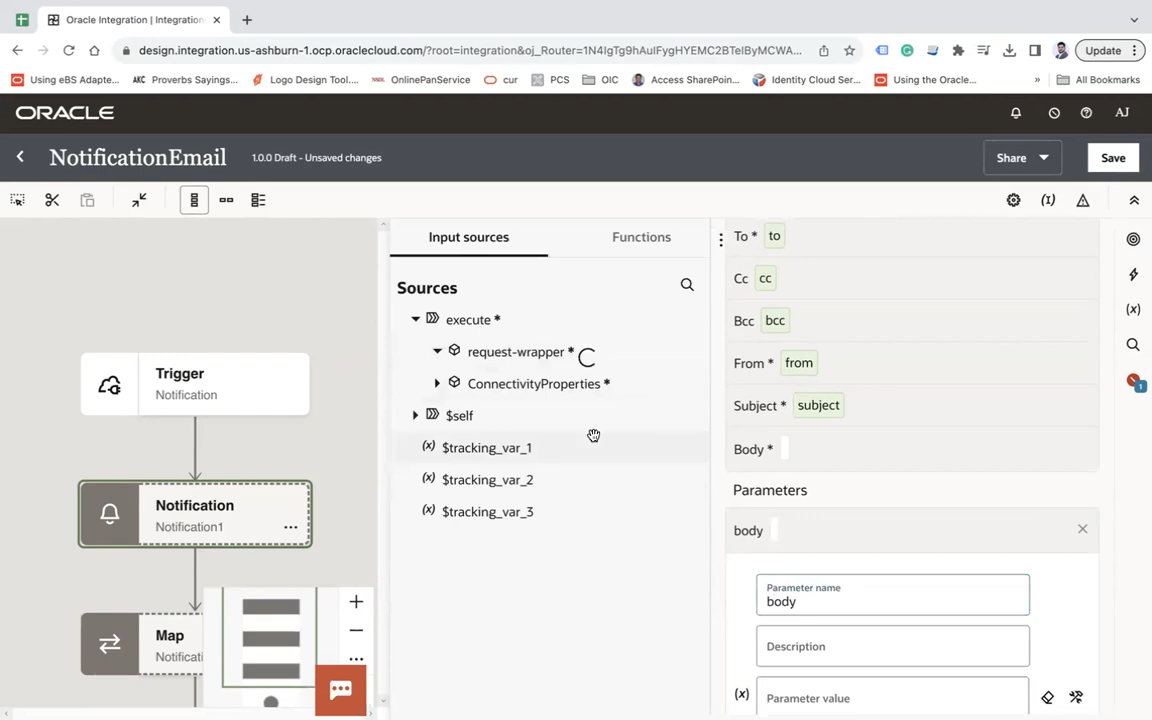 Oracle Integration | Integration
design.integration.us-ashburn-1.ocp.oraclecloud.com/?root=integration&oj_Router=1N4IgTg9hAulFygHYEMC2BTeIByMCWA...
Update
Using eBS Adapte...
AKC Proverbs Sayings...
Logo Design Tool....
OnlinePanService
cur
PCS
OIC
Access SharePoin...
Identity Cloud Ser...
Using the Oracle...
»
All Bookmarks
ORACLE
AJ
NotificationEmail
1.0.0 Draft - Unsaved changes
Share
Save
Input sources
Functions
Sources
execute *
request-wrapper *
ConnectivityProperties *
$self
(x) $tracking_var_1
(x) $tracking_var_2
(x) $tracking_var_3
Trigger
Notification
Notification
Notification1
...
Map
Notificati
To * to
Cc cc
Bcc bcc
From * from
Subject * subject
Body *
Parameters
body
Parameter name
body
Description
(x) Parameter value
(x)
1